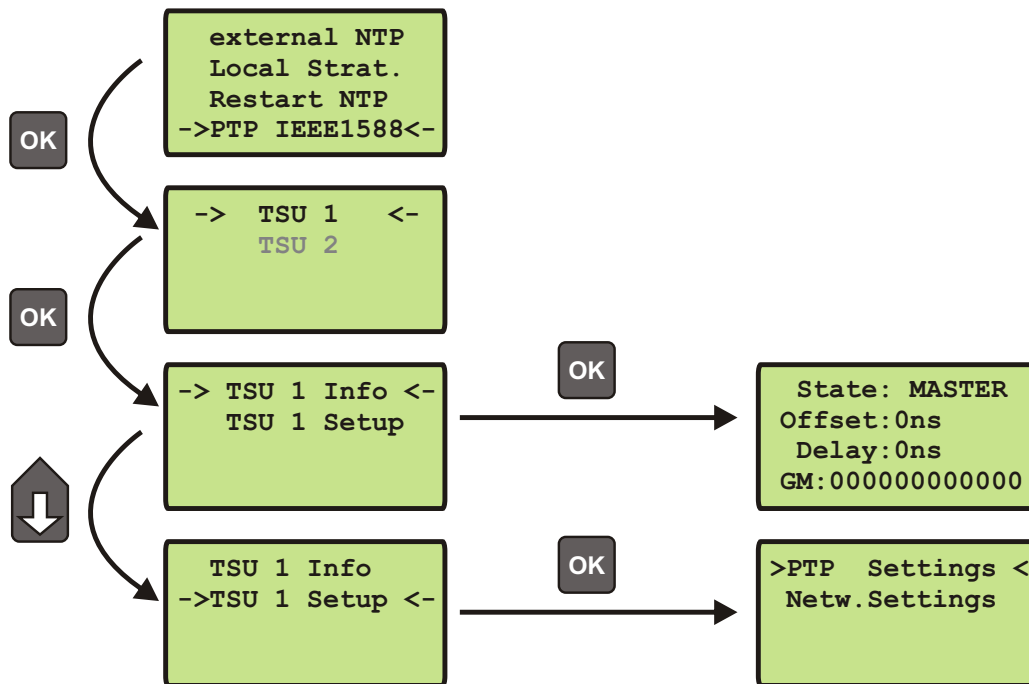 external NTP
Local Strat.
Restart NTP
->PTP IEEE1588<-
OK
-> TSU 1 <-
TSU 2
OK
-> TSU 1 Info <-
TSU 1 Setup
OK
State: MASTER
Offset:0ns
Delay:0ns
GM:000000000000
TSU 1 Info
->TSU 1 Setup <-
OK
>PTP Settings <
Netw.Settings